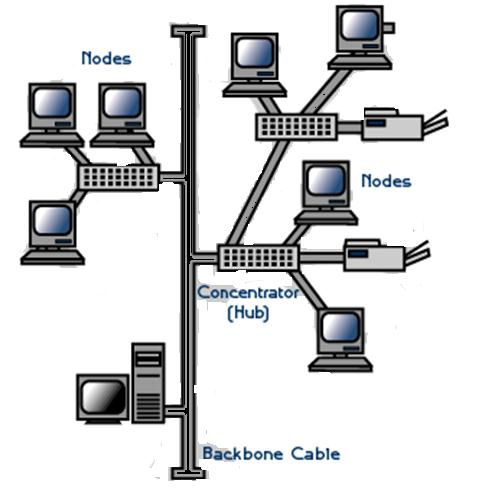 Nodes
Nodes
Concentrator
(Hub)
Backbone Cable